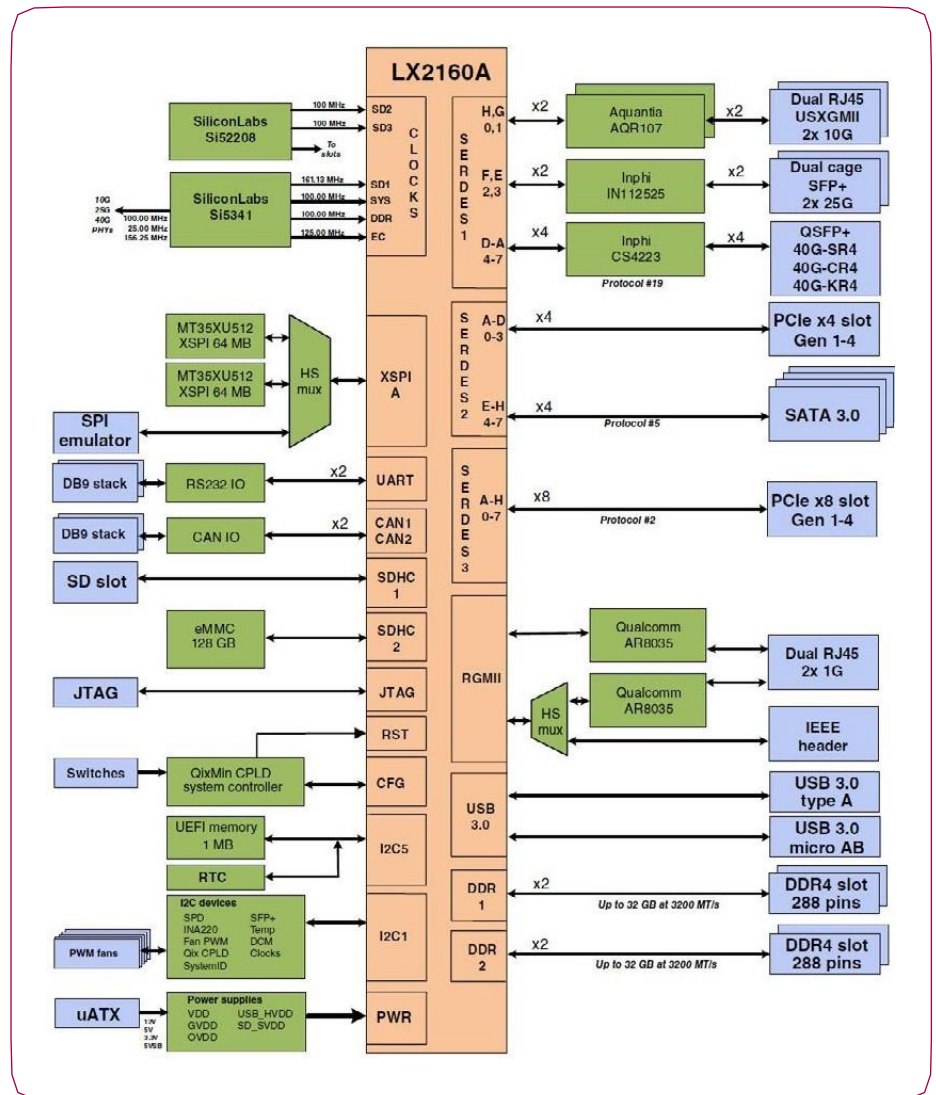 LX2160A
SiliconLabs
Si52208
100 MHz
100 MHz
To
slots
SD2
SD3
C
L
O
C
K
S
10G
25G
40G
PHYs
100.00 MHz
25.00 MHz
156.25 MHz
SiliconLabs
Si5341
161.13 MHz
100.00 MHz
100.00 MHz
125.00 MHz
SD1
SYS
DDR
EC
MT35XU512
XSPI 64 MB
MT35XU512
XSPI 64 MB
HS
mux
XSPI
A
SPI
emulator
DB9 stack
RS232 IO
x2
UART
DB9 stack
CAN IO
x2
CAN1
CAN2
SD slot
SDHC
1
eMMC
128 GB
SDHC
2
JTAG
JTAG
RST
Switches
QixMin CPLD
system controller
CFG
UEFI memory
1 MB
RTC
I2C5
I2C devices
SPD
INA220
Fan PWM
Qix CPLD
SystemID
SFP+
Temp
DCM
Clocks
PWM fans
I2C1
uATX
5V
5VSB
Power supplies
VDD
GVDD
OVDD
USB_HVDD
SD_SVDD
PWR
S
E
R
D
E
S
1
H,G
0,1
x2
Aquantia
AQR107
x2
Dual RJ45
USXGMII
2x 10G
F,E
2,3
x2
Inphi
IN112525
x2
Dual cage
SFP+
2x 25G
D-A
4-7
x4
Inphi
CS4223
x4
Protocol #19
QSFP+
40G-SR4
40G-CR4
40G-KR4
S
E
R
D
E
S
2
A-D
0-3
x4
PCIe x4 slot
Gen 1-4
E-H
4-7
x4
Protocol #5
SATA 3.0
S
E
R
D
E
S
3
A-H
0-7
x8
Protocol #2
PCIe x8 slot
Gen 1-4
RGMII
Qualcomm
AR8035
Qualcomm
AR8035
Dual RJ45
2x 1G
HS
mux
IEEE
header
USB
3.0
USB 3.0
type A
USB 3.0
micro AB
DDR
1
x2
Up to 32 GB at 3200 MT/s
DDR4 slot
288 pins
DDR
2
x2
Up to 32 GB at 3200 MT/s
DDR4 slot
288 pins